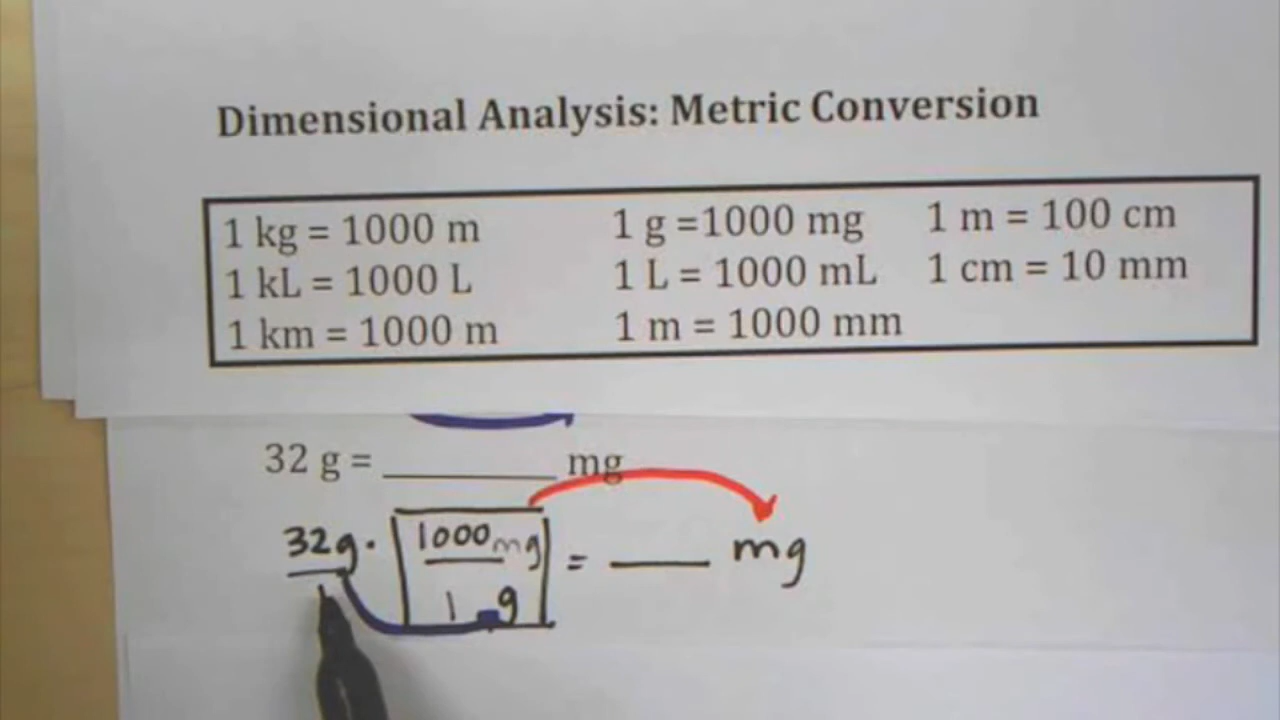 Dimensional Analysis: Metric Conversion
1 kg = 1000 m 1 g =1000 mg 1 m = 100 cm
1 kL = 1000 L 1 L = 1000 mL 1 cm = 10 mm
1 km = 1000 m 1 m = 1000 mm
32 g = __________ mg
32g · 1000mg = ____ mg
1 g